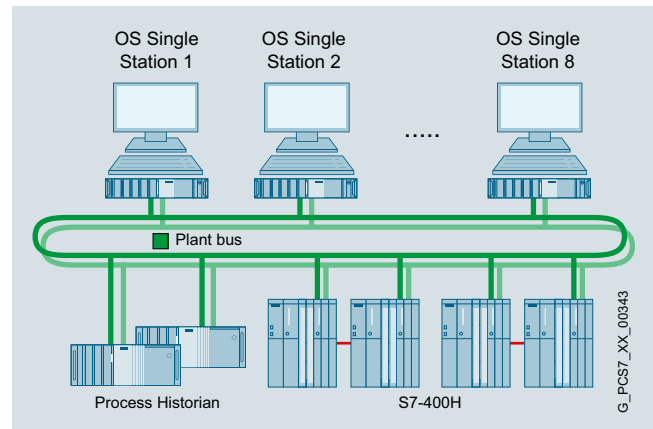 OS Single
Station 1
OS Single
Station 2
.....
OS Single
Station 8
Plant bus
Process Historian
S7-400H
G_PCS7_XX_00343